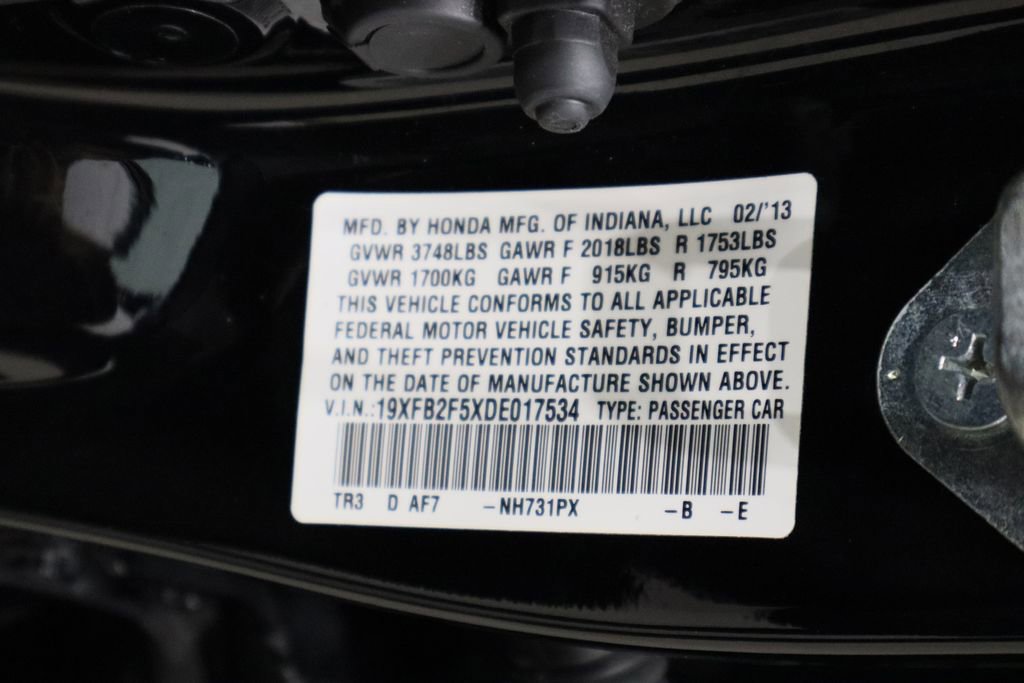 MFD. BY HONDA MFG. OF INDIANA, LLC 02/'13
GVWR 3748LBS GAWR F 2018LBS R 1753LBS
GVWR 1700KG GAWR F 915KG R 795KG
THIS VEHICLE CONFORMS TO ALL APPLICABLE
FEDERAL MOTOR VEHICLE SAFETY, BUMPER,
AND THEFT PREVENTION STANDARDS IN EFFECT
ON THE DATE OF MANUFACTURE SHOWN ABOVE.
V.I.N.:19XFB2F5XDE017534 TYPE: PASSENGER CAR
TR3 D AF7 -NH731PX -B -E